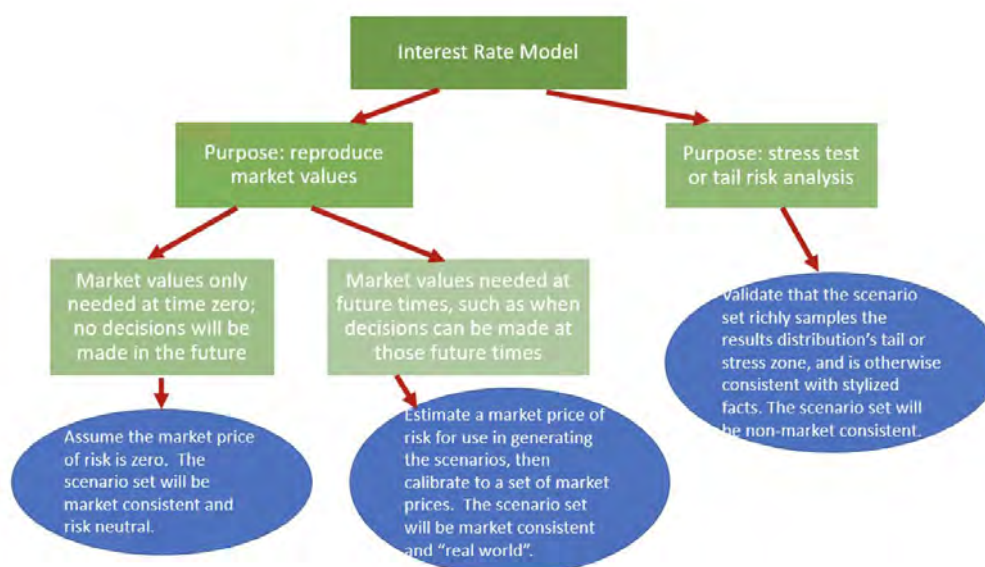 Interest Rate Model
Purpose: reproduce
market values
Purpose: stress test
or tail risk analysis
Market values only
needed at time zero;
no decisions will be
made in the future
Market values needed at
future times, such as when
decisions can be made at
those future times
Validate that the scenario
set richly samples the
results distribution's tail or
stress zone, and is otherwise
consistent with stylized
facts. The scenario set will
be non-market consistent.
Assume the market price
of risk is zero.  The
scenario set will be
market consistent and
risk neutral.
Estimate a market price of
risk for use in generating
the scenarios, then
calibrate to a set of market
prices.  The scenario set
will be market consistent
and “real world”.